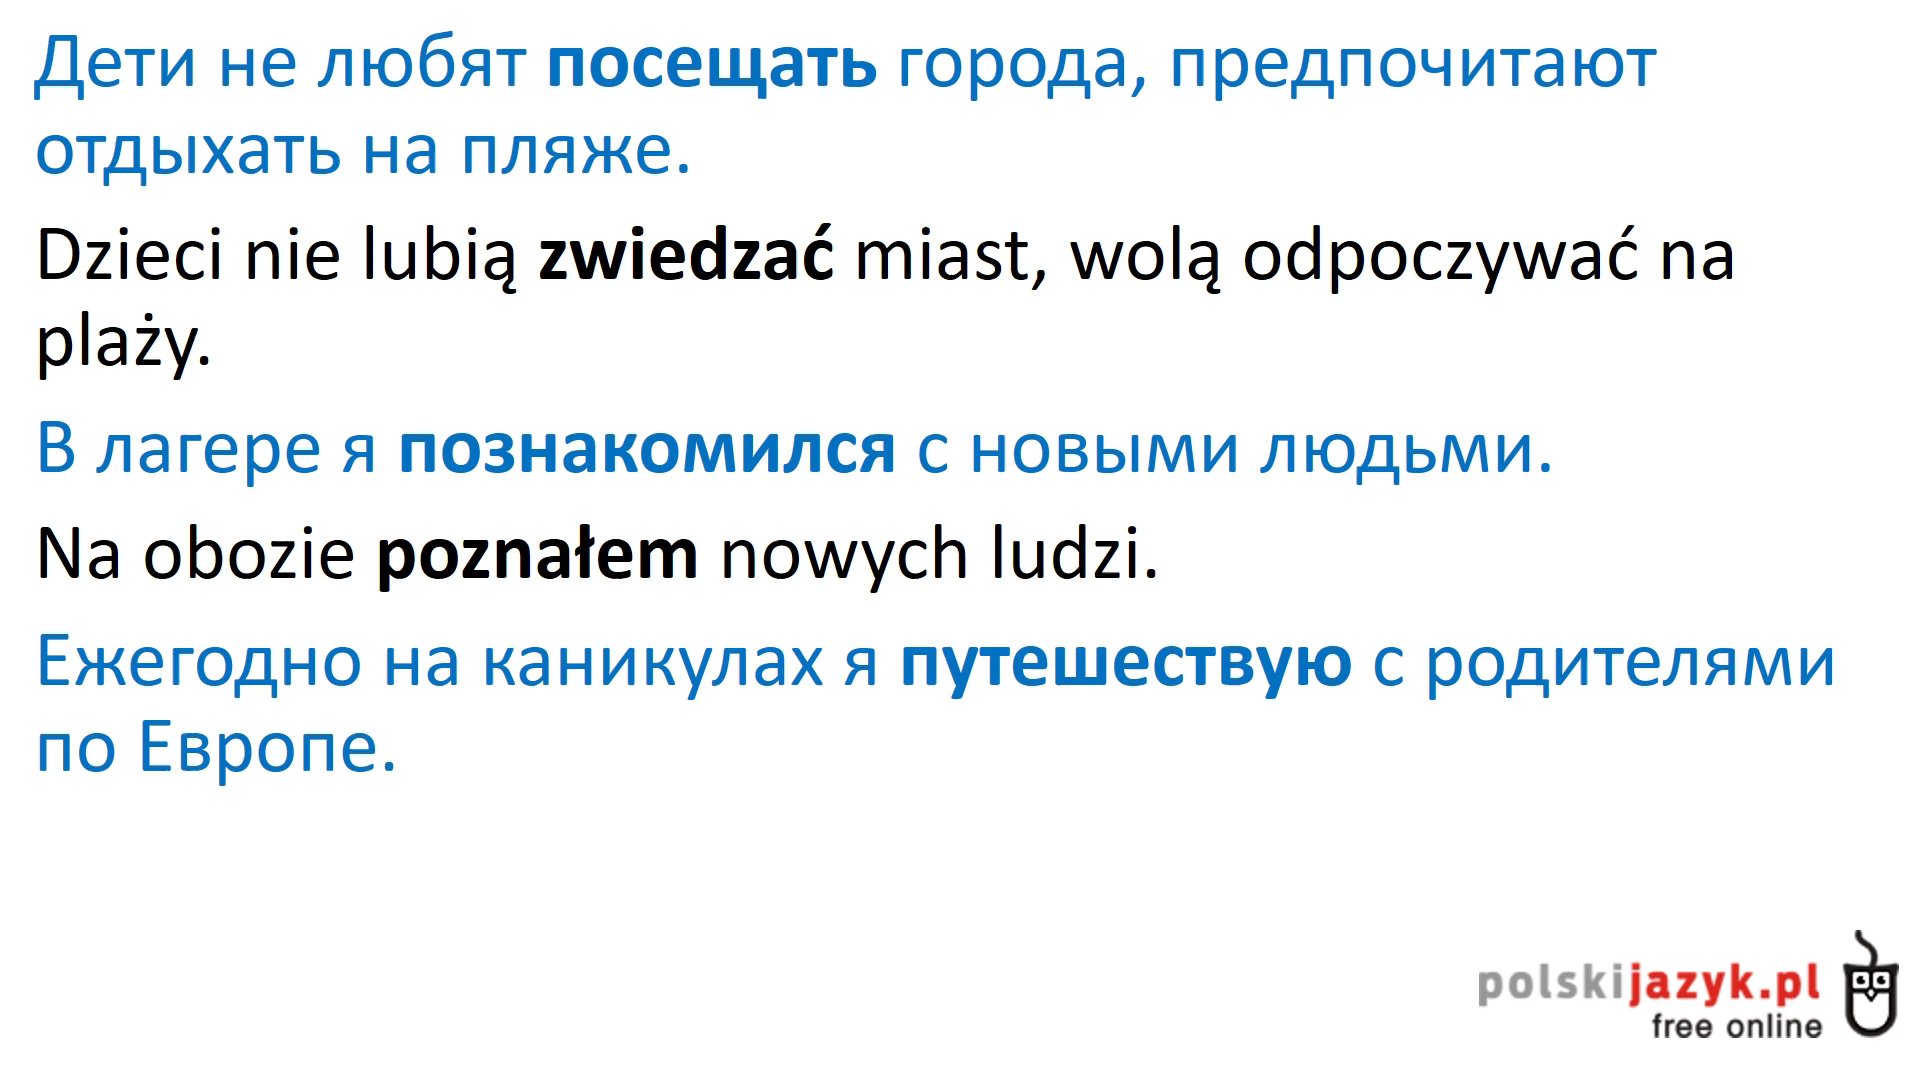 Дети не любят посещать города, предпочитают
отдыхать на пляже.
Dzieci nie lubią zwiedzać miast, wolą odpoczywać na
plaży.
В лагере я познакомился с новыми людьми.
Na obozie poznałem nowych ludzi.
Ежегодно на каникулах я путешествую с родителями
по Европе.
polskijazyk.pl
free online